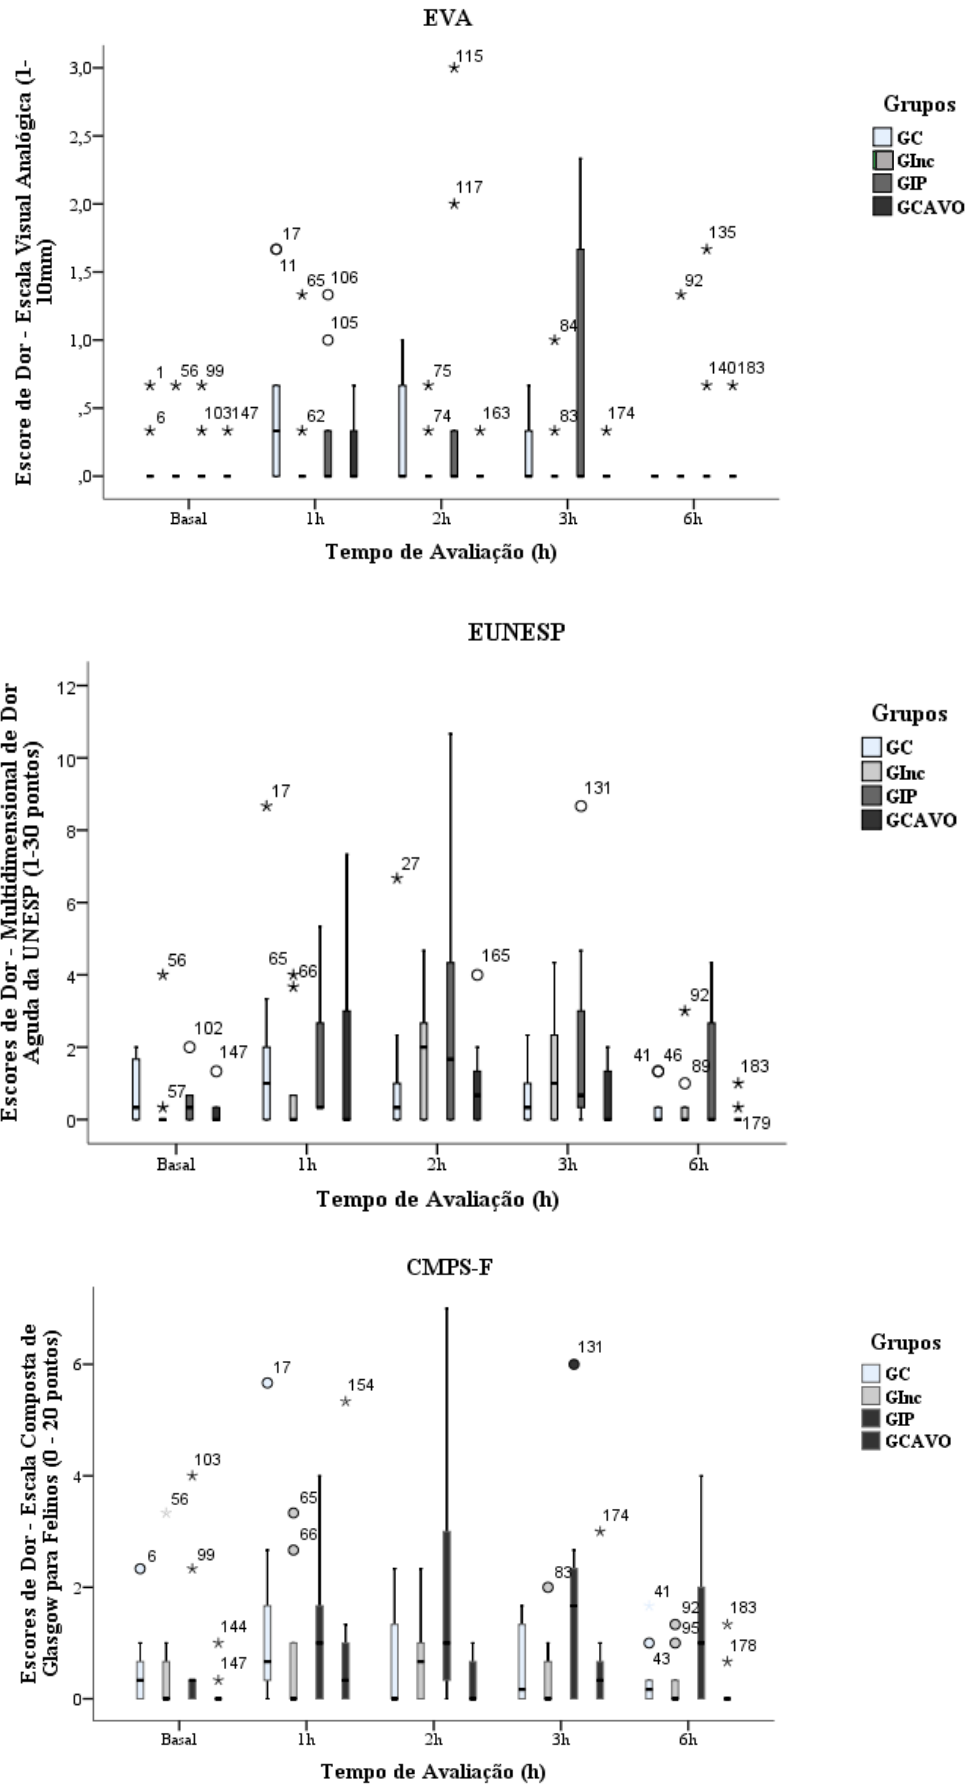 EVA
Escore de Dor - Escala Visual Analógica (1-
10mm)
3,0
2,5
2,0
1,5
1,0
,5
,0
115
117
17
11
65
106
105
1
56
99
6
103
147
62
75
74
163
84
83
174
135
92
140
183
Basal
1h
2h
3h
6h
Tempo de Avaliação (h)
Grupos
GC
GInc
GIP
GCAVO
EUNESP
Escores de Dor - Multidimensional de Dor
Aguda da UNESP (1-30 pontos)
12
10
8
6
4
2
0
17
131
27
56
65
66
165
102
147
57
92
41
46
89
183
179
Basal
1h
2h
3h
6h
Tempo de Avaliação (h)
Grupos
GC
GInc
GIP
GCAVO
CMPS-F
Escores de Dor - Escala Composta de
Glasgow para Felinos (0 - 20 pontos)
6
4
2
0
17
131
154
103
56
65
174
99
66
6
83
41
92
95
183
144
43
178
147
Basal
1h
2h
3h
6h
Tempo de Avaliação (h)
Grupos
GC
GInc
GIP
GCAVO